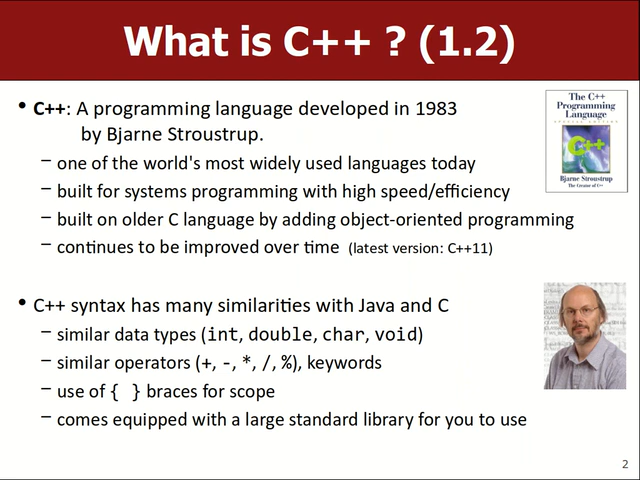 What is C++ ? (1.2)
• C++: A programming language developed in 1983
by Bjarne Stroustrup.
– one of the world's most widely used languages today
– built for systems programming with high speed/efficiency
– built on older C language by adding object-oriented programming
– continues to be improved over time (latest version: C++11)
The C++
Programming
Language
SPECIAL EDITION
C++
Bjarne Stroustrup
The Creator of C++
• C++ syntax has many similarities with Java and C
– similar data types (int, double, char, void)
– similar operators (+, -, *, /, %), keywords
– use of { } braces for scope
– comes equipped with a large standard library for you to use
2